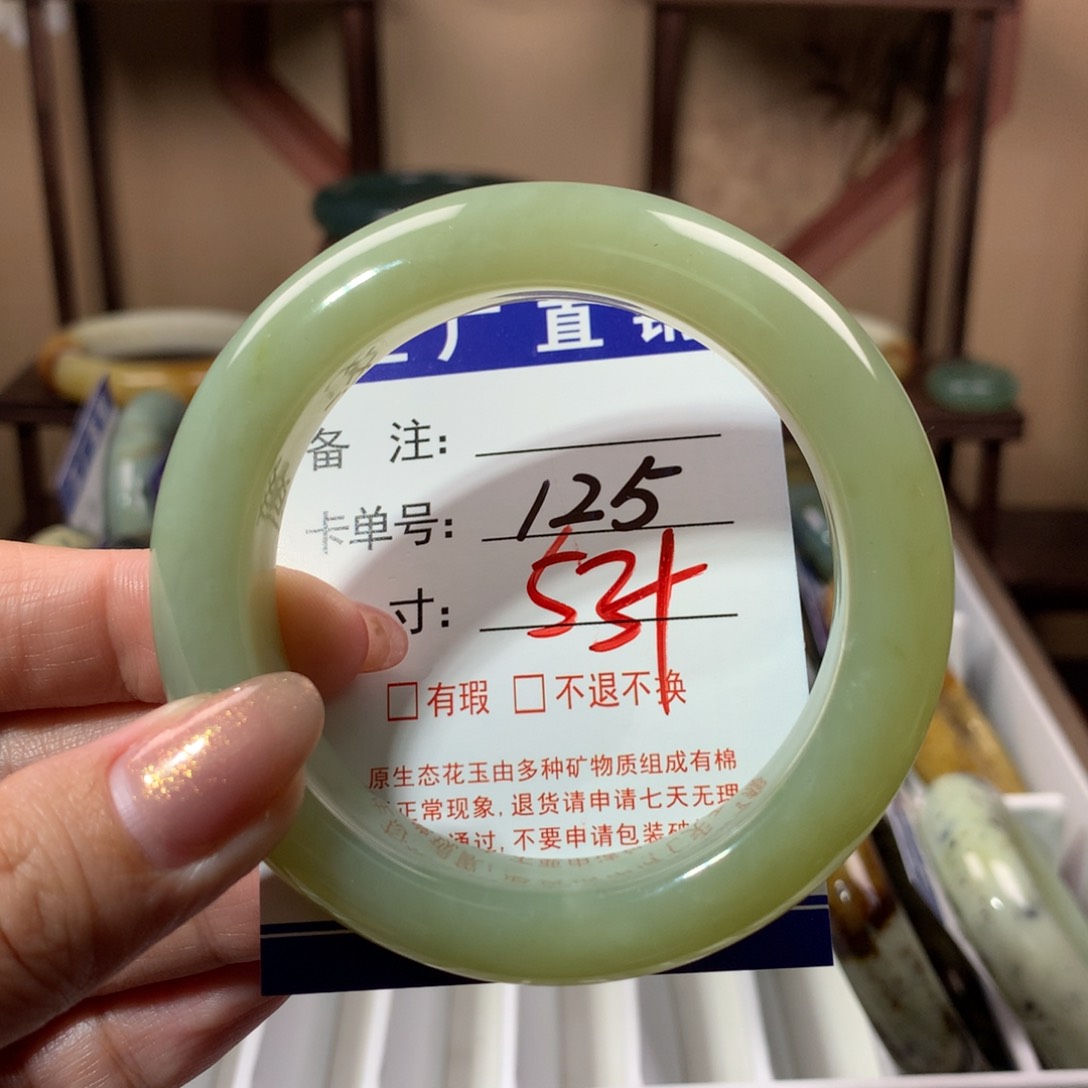 厂直销
备 注:
卡单号: 125
寸: 53+
有瑕 不退不换
原生态花玉由多种矿物质组成有棉
正常现象, 退货请申请七天无理
通过, 不要申请包装破